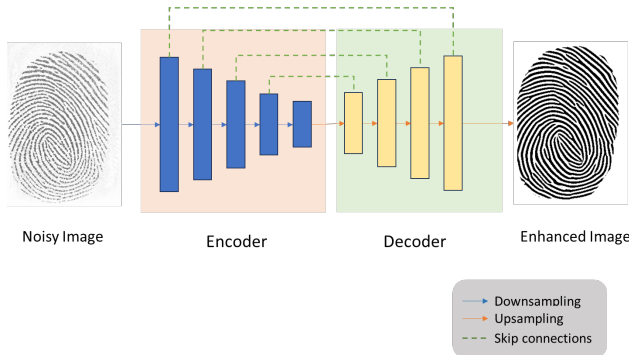 Noisy Image
Encoder
Decoder
Enhanced Image
Downsampling
Upsampling
Skip connections